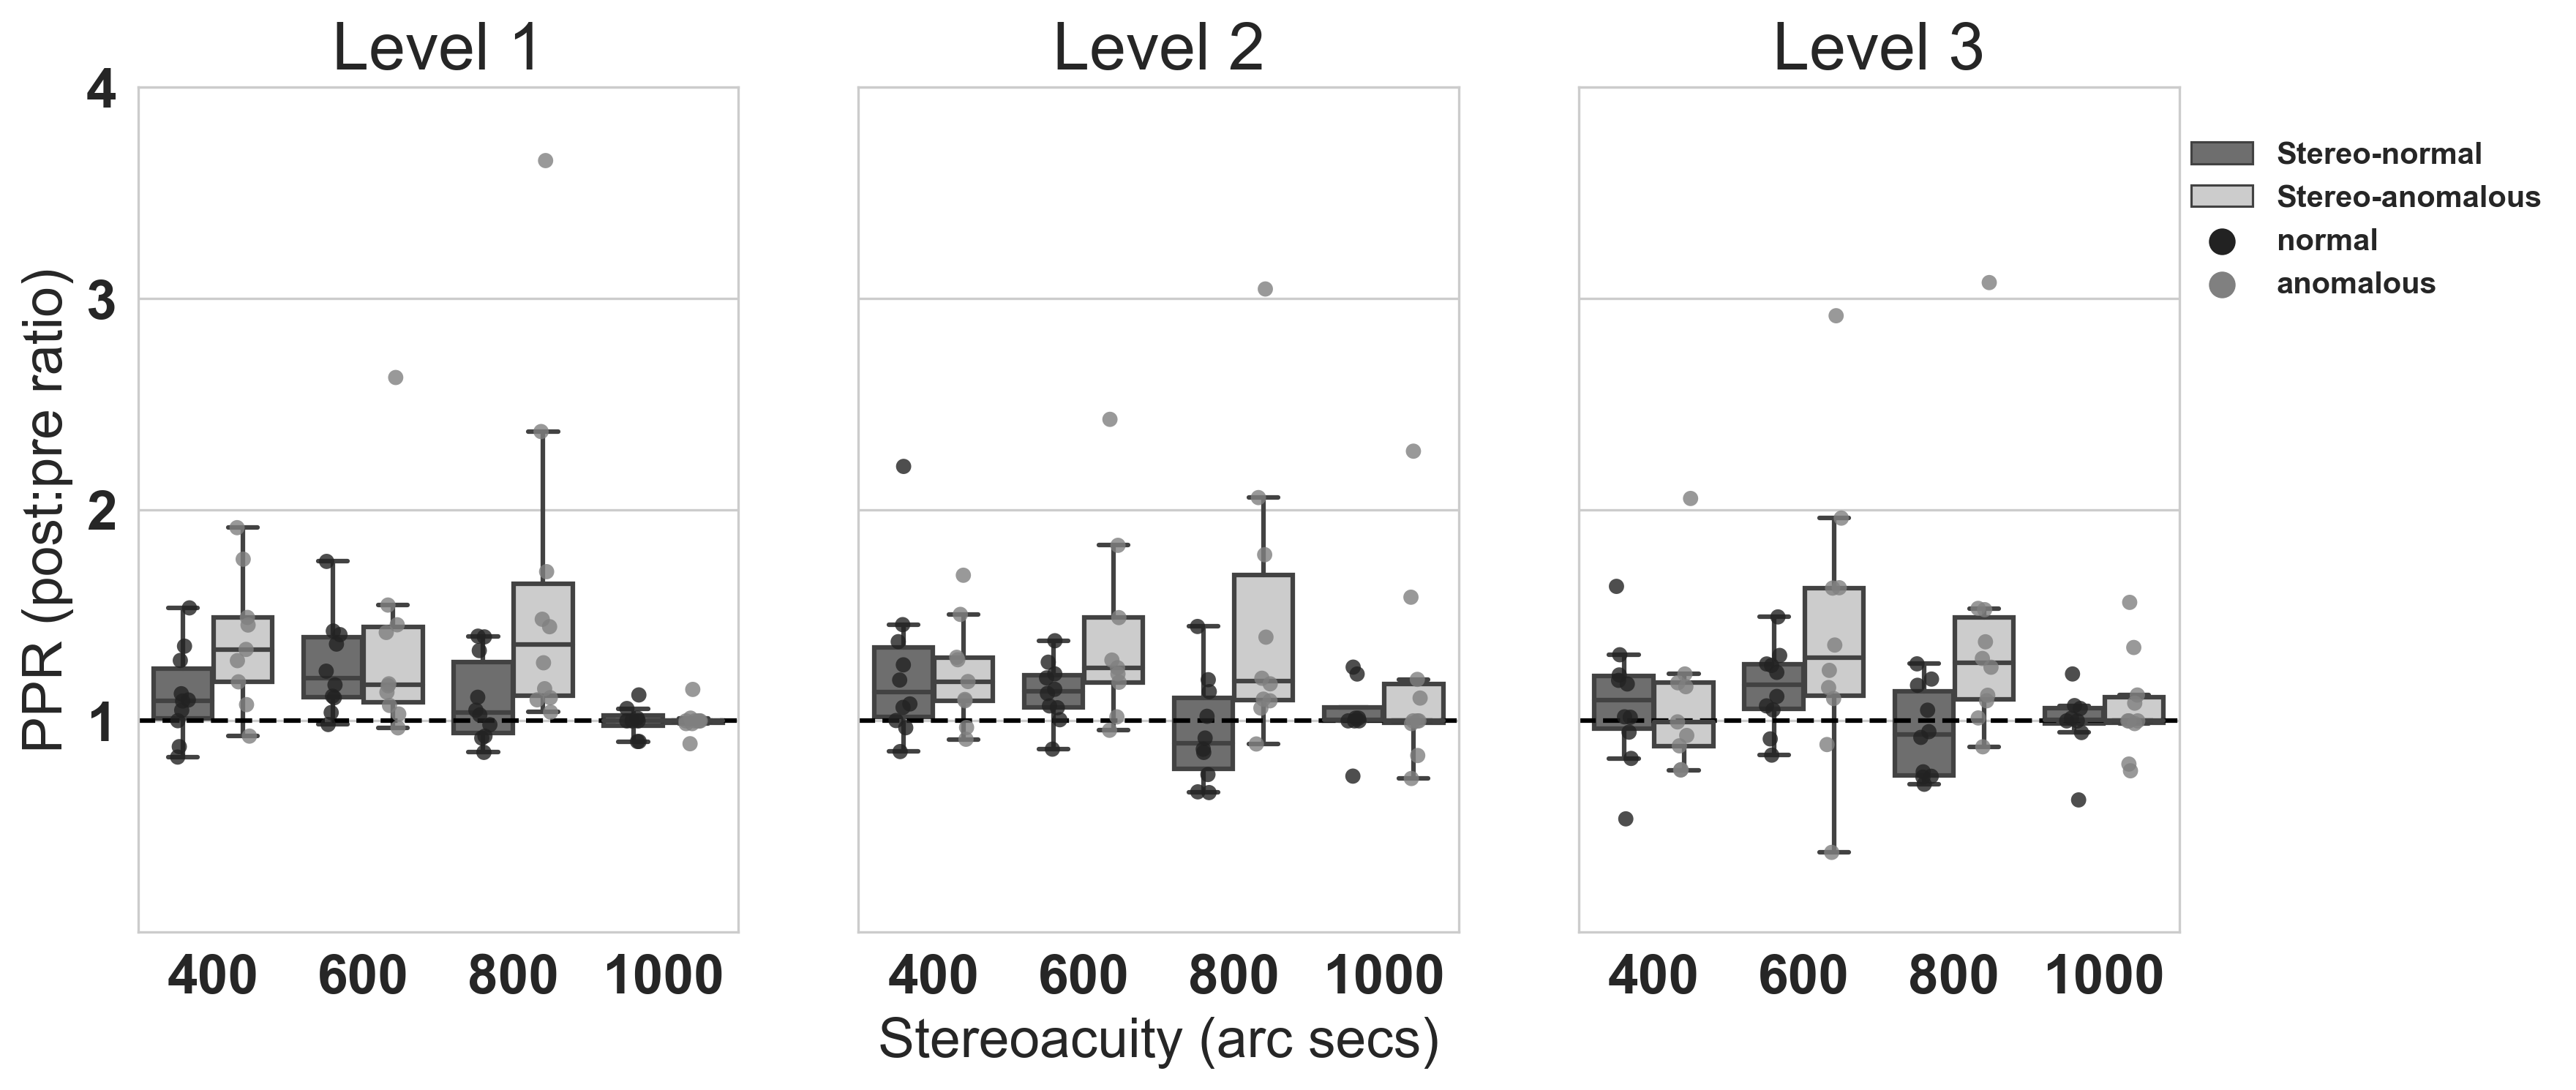 Level 1
Level 2
Level 3
PPR (post:pre ratio)
4
3
2
1
Stereo-normal
Stereo-anomalous
normal
anomalous
400 600 800 1000
400 600 800 1000
400 600 800 1000
Stereoacuity (arc secs)